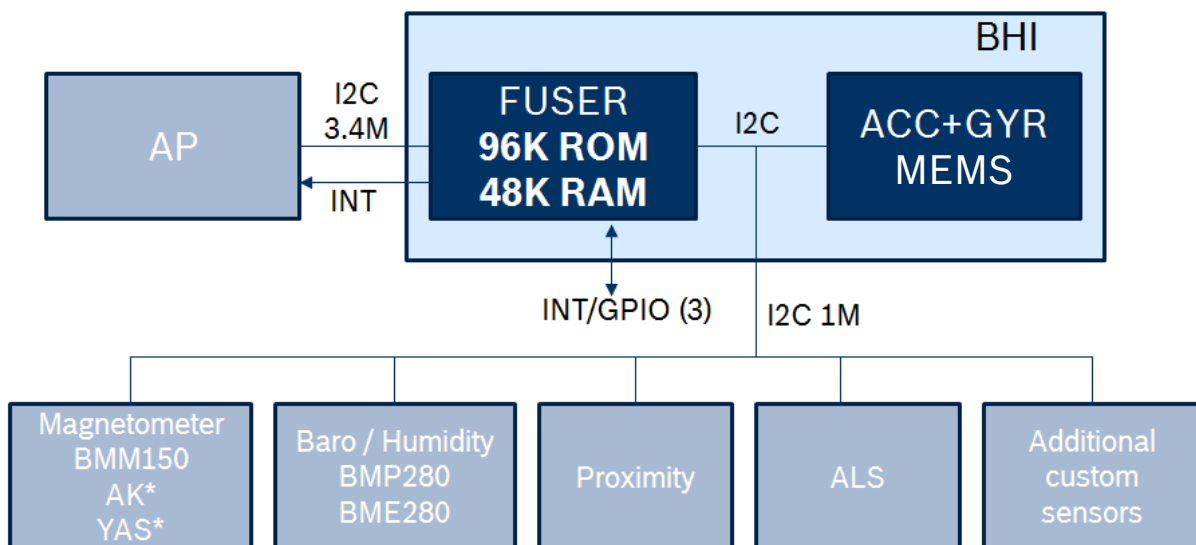 BHI
AP
I2C
3.4M
INT
FUSER
96K ROM
48K RAM
I2C
ACC+GYR
MEMS
INT/GPIO (3)
I2C 1M
Magnetometer
BMM150
AK*
YAS*
Baro / Humidity
BMP280
BME280
Proximity
ALS
Additional
custom
sensors